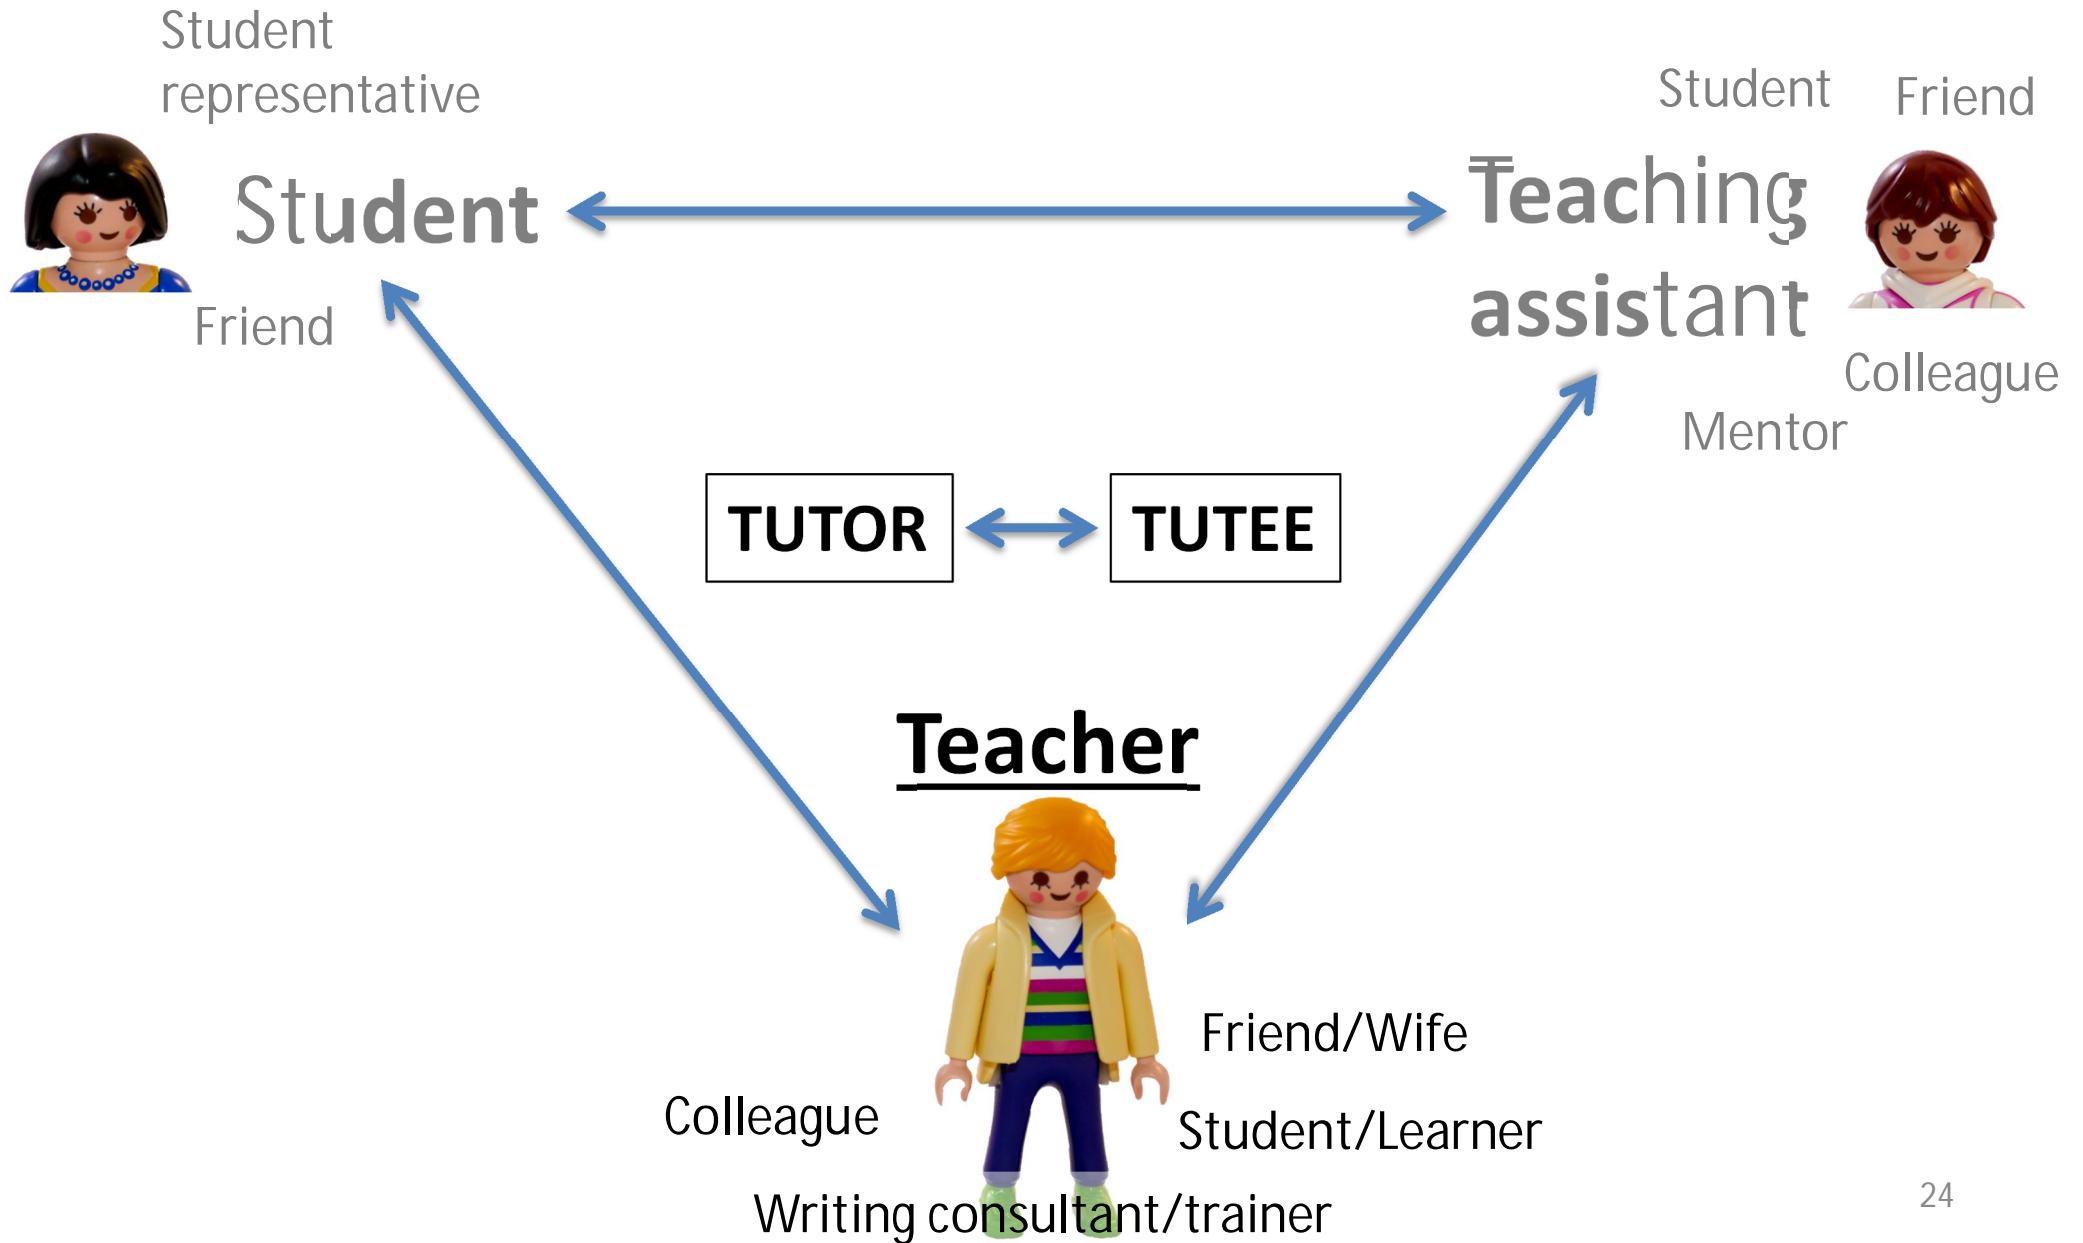 Student
representative
Student
Friend
Student
Friend
Teaching
assistant
Colleague
Mentor
Friend
TUTOR
TUTEE
Teacher
Friend/Wife
Colleague
Student/Learner
Writing consultant/trainer
24